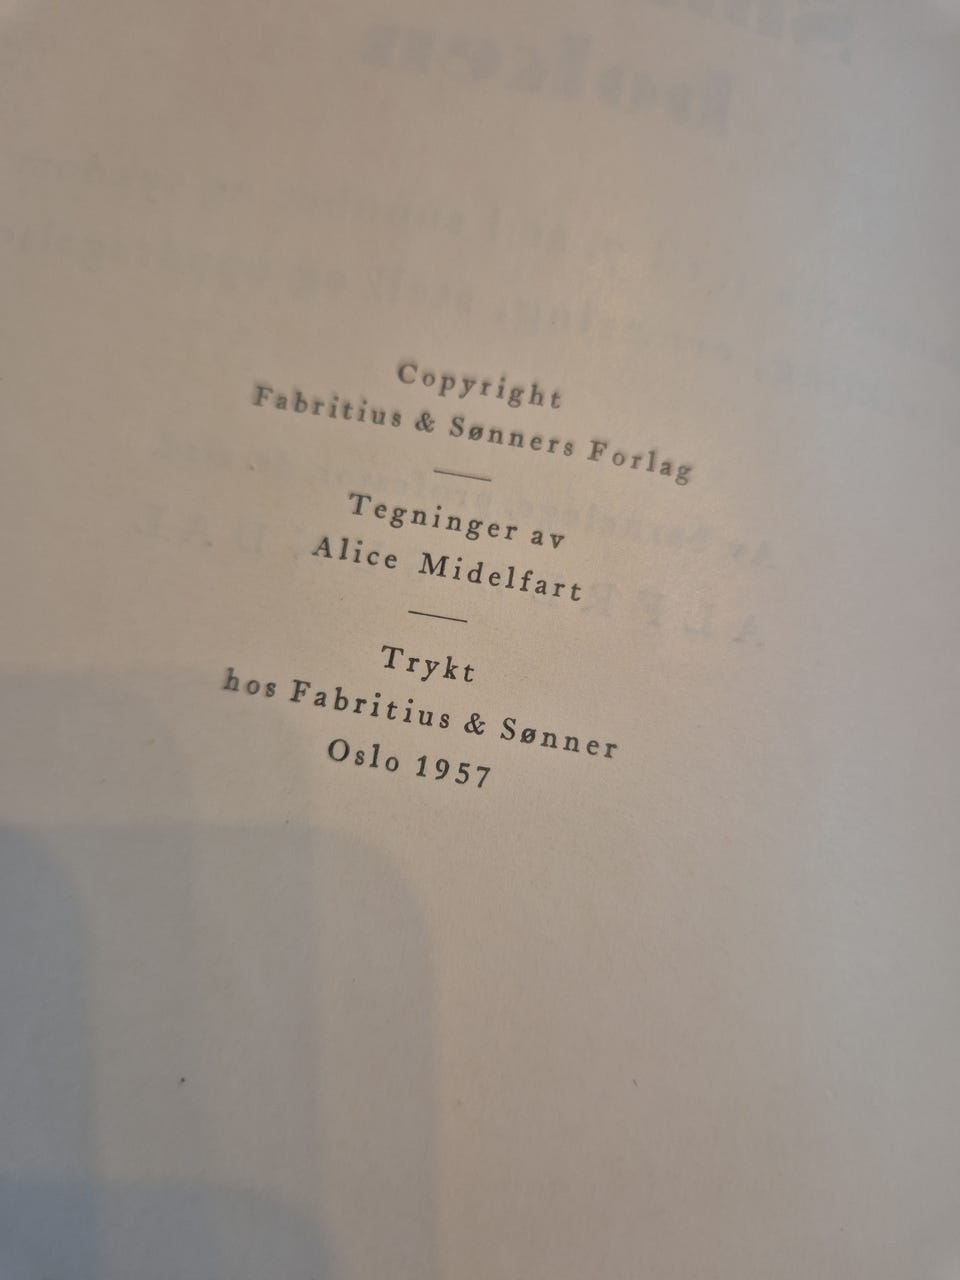 Copyright
Fabritius & Sønners Forlag
Tegninger av
Alice Midelfart
Trykt
hos Fabritius & Sønner
Oslo 1957